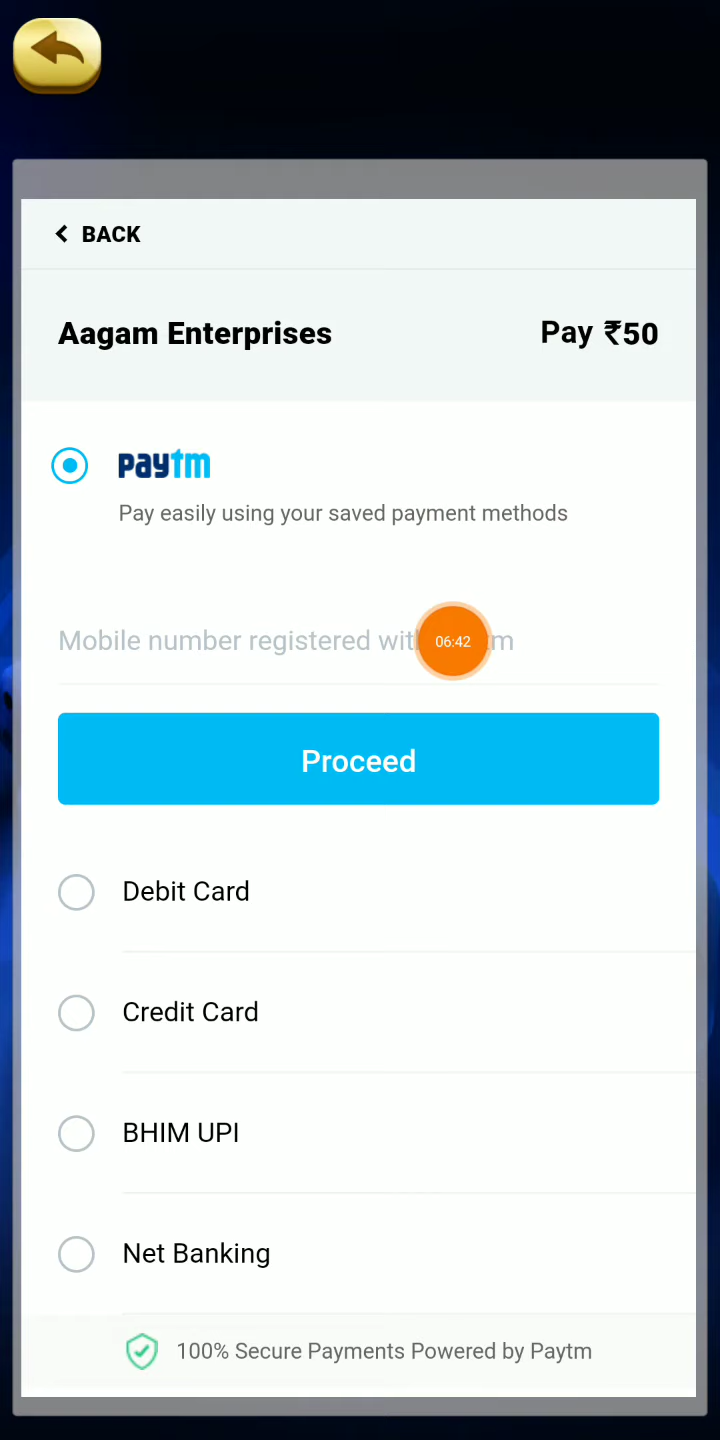 BACK
Aagam Enterprises
Pay ₹50
paytm
Pay easily using your saved payment methods
Mobile number registered
06:42
Proceed
Debit Card
Credit Card
BHIM UPI
Net Banking
100% Secure Payments Powered by Paytm